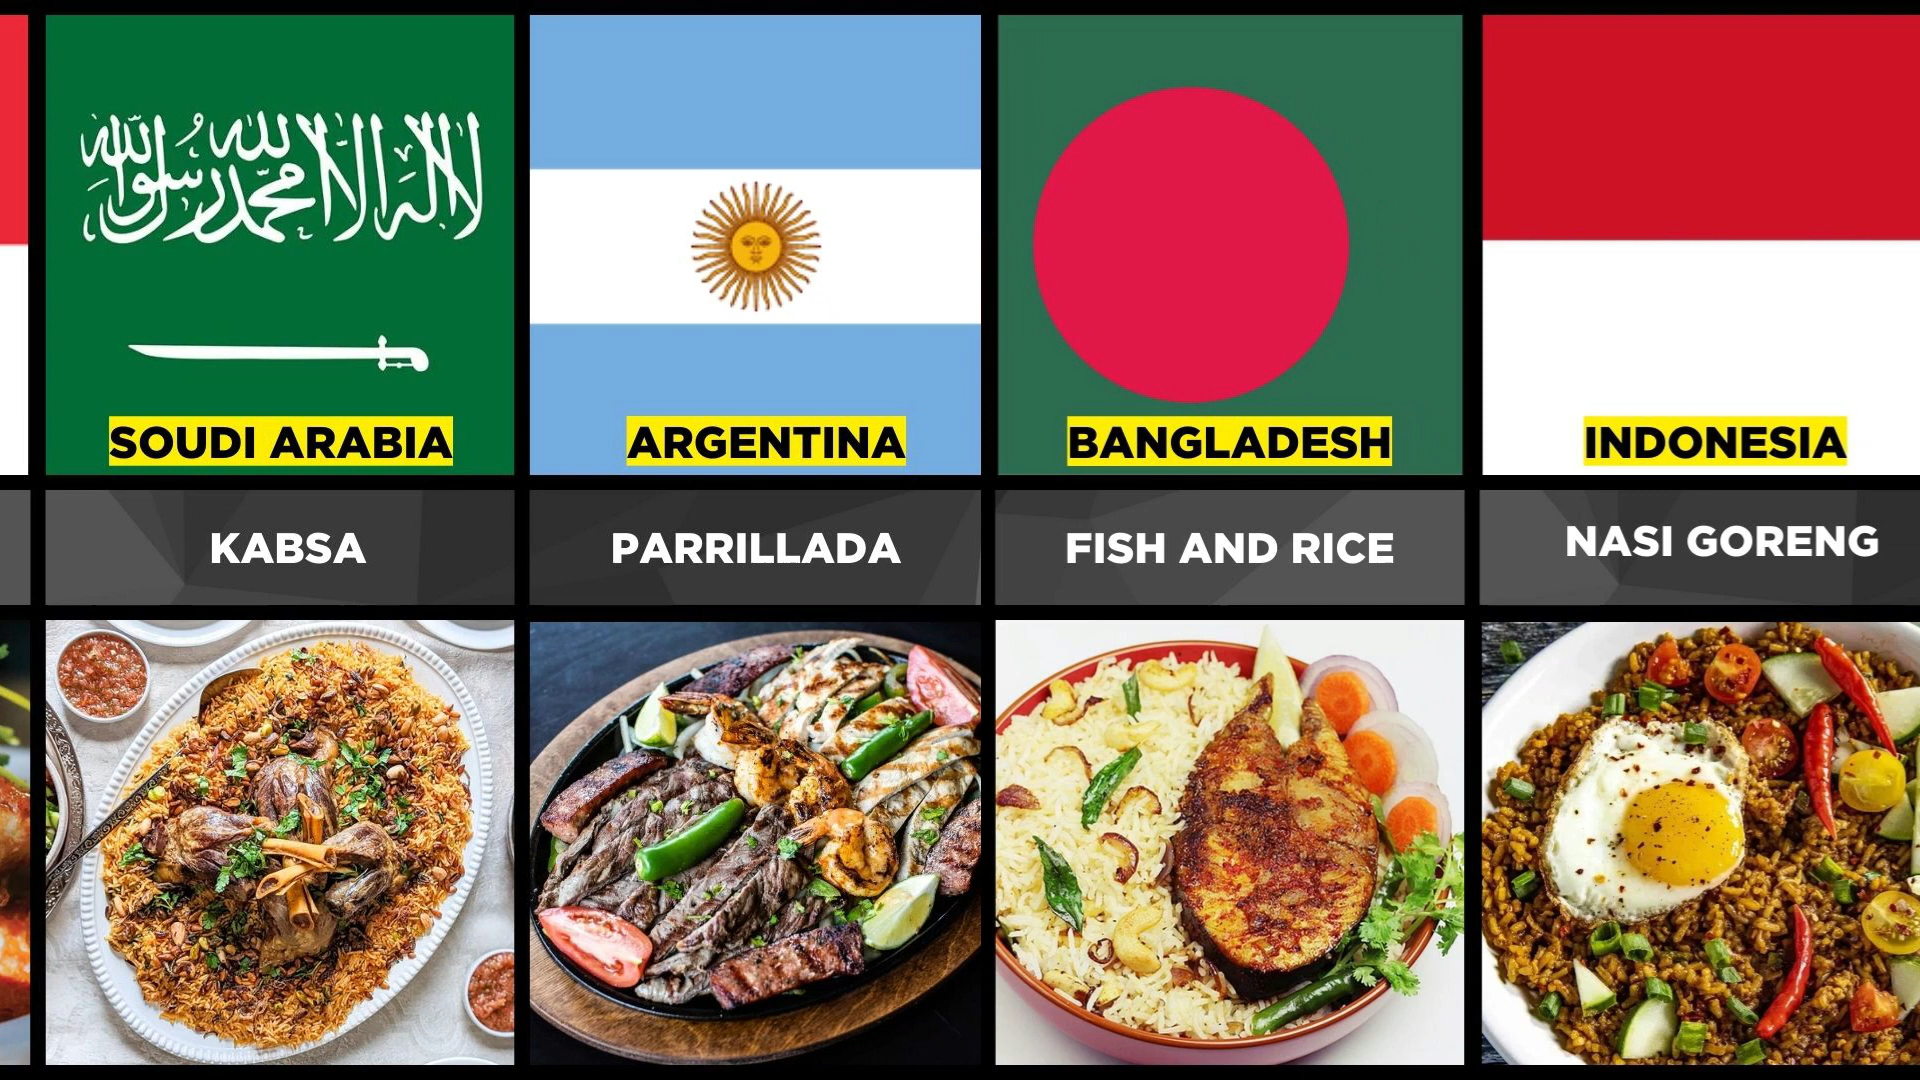 لا إله إلا الله محمد رسول الله
SOUDI ARABIA
ARGENTINA
BANGLADESH
INDONESIA
KABSA
PARRILLADA
FISH AND RICE
NASI GORENG